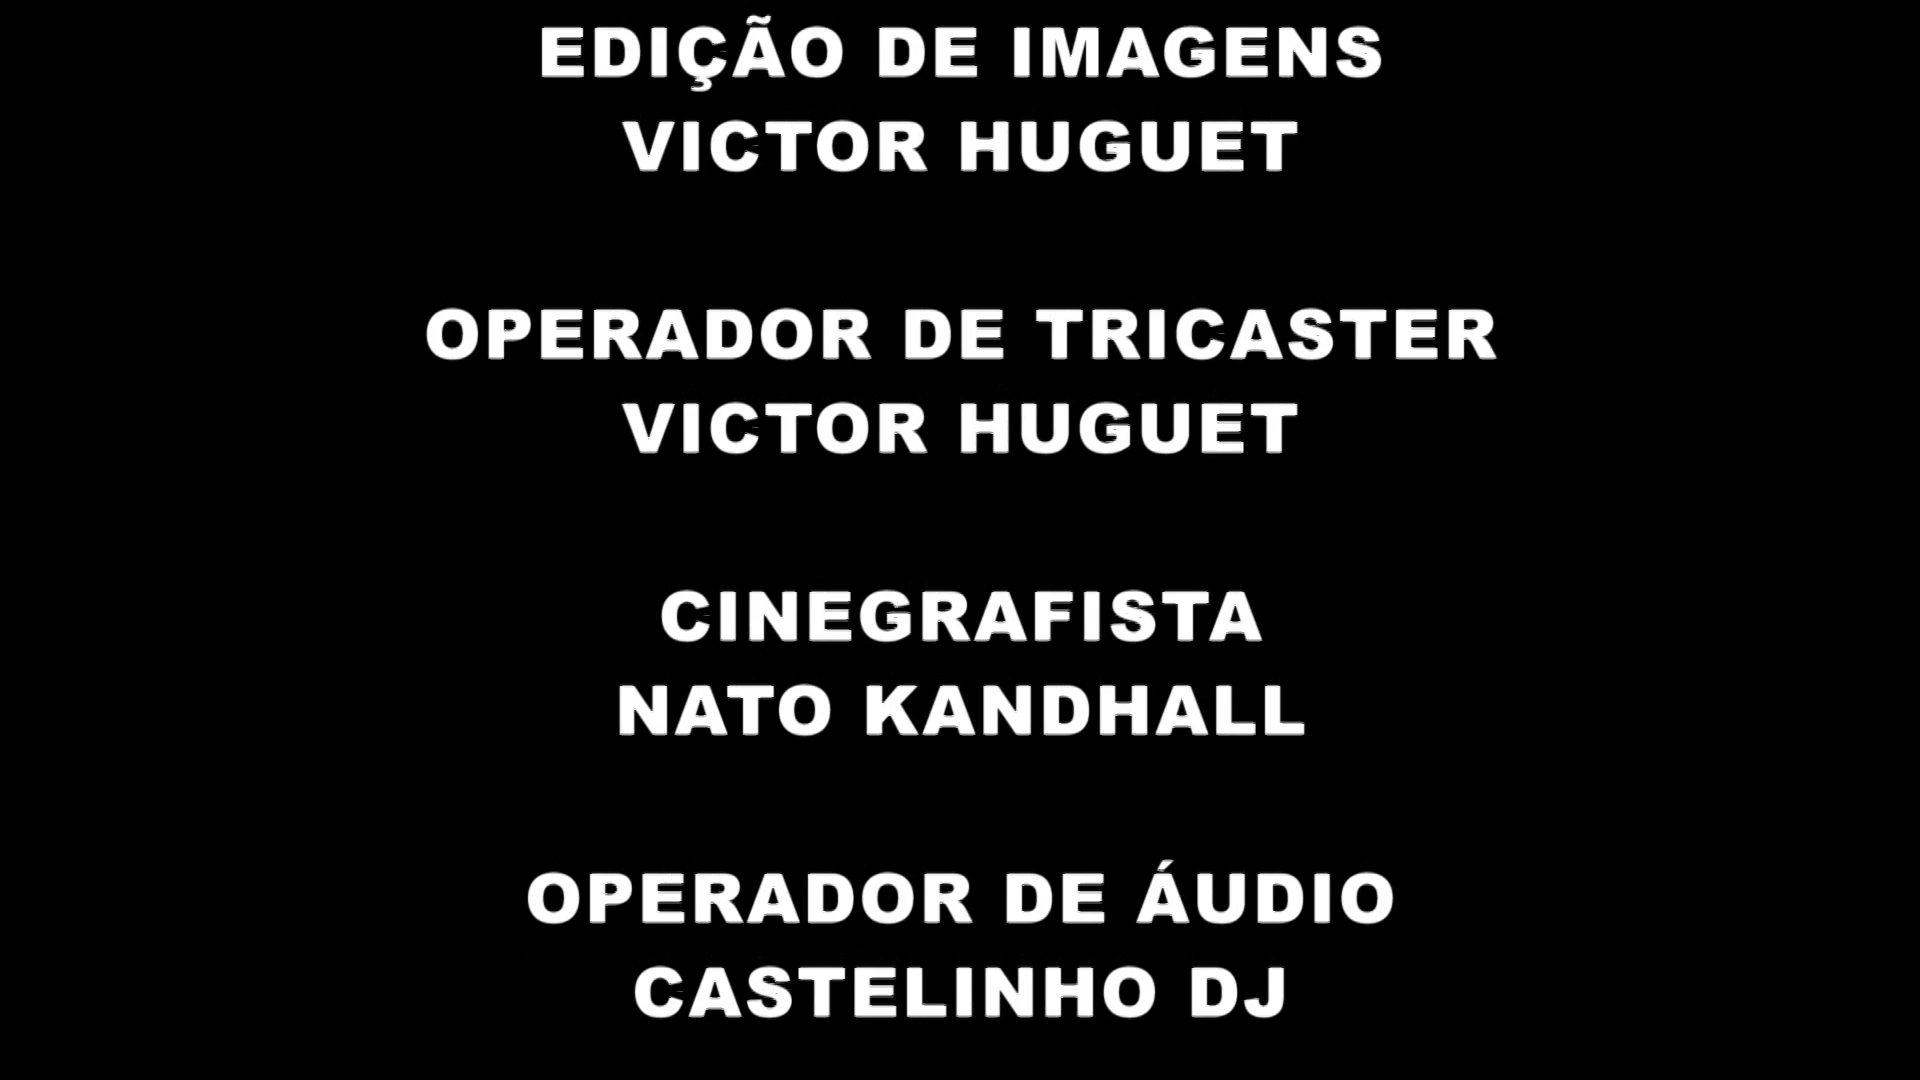 EDIÇÃO DE IMAGENS
VICTOR HUGUET
OPERADOR DE TRICASTER
VICTOR HUGUET
CINEGRAFISTA
NATO KANDHALL
OPERADOR DE ÁUDIO
CASTELINHO DJ